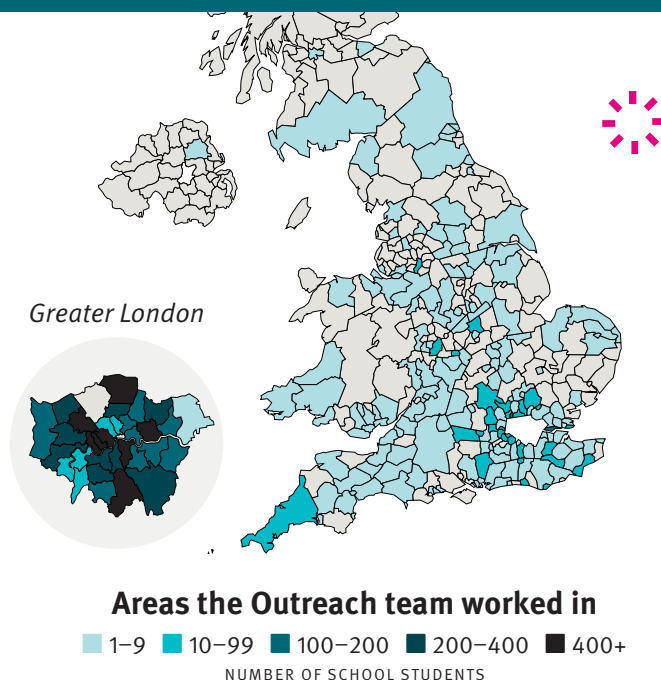 Greater London
Areas the Outreach team worked in
1–9 10–99 100–200 200–400 400+
NUMBER OF SCHOOL STUDENTS